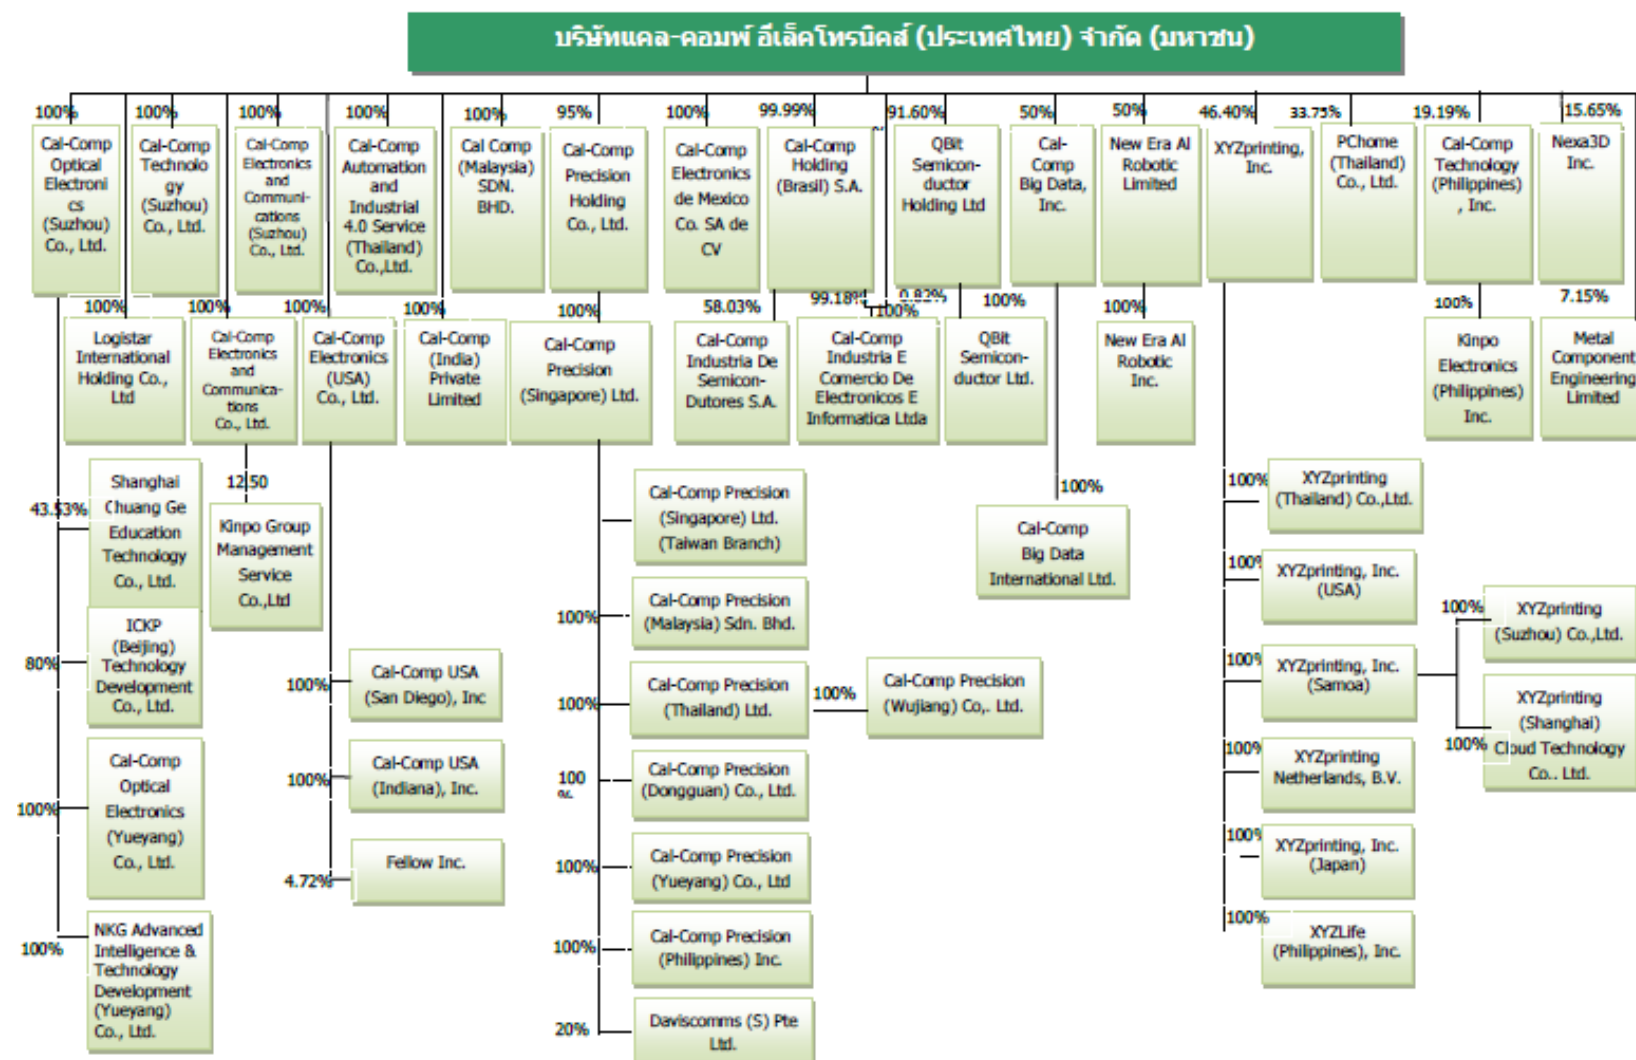 บริษัทแคล-คอมพ์ อีเล็คโทรนิคส์ (ประเทศไทย) จำกัด (มหาชน)
100%
Cal-Comp
Optical
Electroni
cs
(Suzhou)
Co., Ltd.
100%
Cal-Comp
Technolo
gy
(Suzhou)
Co., Ltd.
100%
Cal-Comp
Electronics
and
Communi-
cations
(Suzhou)
Co., Ltd.
100%
Cal-Comp
Automation
and
Industrial
4.0 Service
(Thailand)
Co.,Ltd.
100%
Cal Comp
(Malaysia)
SDN.
BHD.
95%
Cal-Comp
Precision
Holding
Co., Ltd.
100%
Cal-Comp
Electronics
de Mexico
Co. SA de
CV
99.99%
Cal-Comp
Holding
(Brasil) S.A.
91.60%
QBit
Semicon-
ductor
Holding Ltd
50%
Cal-
Comp
Big Data,
Inc.
50%
New Era AI
Robotic
Limited
46.40%
XYZprinting,
Inc.
33.75%
PChome
(Thailand)
Co., Ltd.
19.19%
Cal-Comp
Technology
(Philippines)
, Inc.
15.65%
Nexa3D
Inc.
100%
Logistar
International
Holding Co.,
Ltd
100%
Cal-Comp
Electronics
and
Communica-
tions
Co., Ltd.
100%
Cal-Comp
Electronics
(USA)
Co., Ltd.
100%
Cal-Comp
(India)
Private
Limited
100%
Cal-Comp
Precision
(Singapore) Ltd.
58.03%
Cal-Comp
Industria De
Semicon-
Dutores S.A.
99.18%
0.82%
100%
Cal-Comp
Industria E
Comercio De
Electronicos E
Informatica Ltda
100%
QBit
Semicon-
ductor Ltd.
100%
New Era AI
Robotic
Inc.
100%
Kinpo
Electronics
(Philippines)
Inc.
7.15%
Metal
Component
Engineering
Limited
43.53%
Shanghai
Chuang Ge
Education
Technology
Co., Ltd.
12.50
Kinpo Group
Management
Service
Co.,Ltd
80%
ICKP
(Beijing)
Technology
Development
Co., Ltd.
100%
Cal-Comp
Optical
Electronics
(Yueyang)
Co., Ltd.
100%
NKG Advanced
Intelligence &
Technology
Development
(Yueyang)
Co., Ltd.
100%
Cal-Comp USA
(San Diego), Inc
100%
Cal-Comp USA
(Indiana), Inc.
4.72%
Fellow Inc.
Cal-Comp Precision
(Singapore) Ltd.
(Taiwan Branch)
100%
Cal-Comp Precision
(Malaysia) Sdn. Bhd.
100%
Cal-Comp Precision
(Thailand) Ltd.
100%
Cal-Comp Precision
(Wujiang) Co,. Ltd.
100
Cal-Comp Precision
(Dongguan) Co., Ltd.
100%
Cal-Comp Precision
(Yueyang) Co., Ltd
100%
Cal-Comp Precision
(Philippines) Inc.
20%
Daviscomms (S) Pte
Ltd.
100%
Cal-Comp
Big Data
International Ltd.
100%
XYZprinting
(Thailand) Co.,Ltd.
100%
XYZprinting, Inc.
(USA)
100%
XYZprinting, Inc.
(Samoa)
100%
XYZprinting
(Suzhou) Co.,Ltd.
100%
XYZprinting
(Shanghai)
Cloud Technology
Co.. Ltd.
100%
XYZprinting
Netherlands, B.V.
100%
XYZprinting, Inc.
(Japan)
100%
XYZLife
(Philippines), Inc.